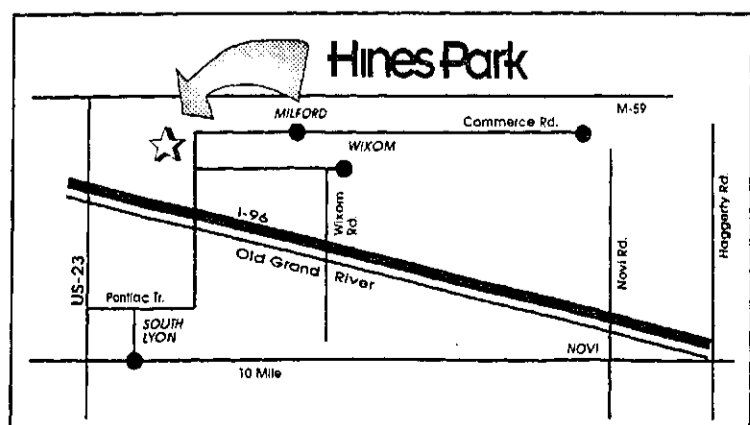 Hines Park
M-59
MILFORD
Commerce Rd.
WIXOM
Haggerty Rd.
Wixom Rd.
I-96
Novi Rd.
Old Grand River
US-23
Pontiac Tr.
SOUTH
LYON
NOVI
10 Mile